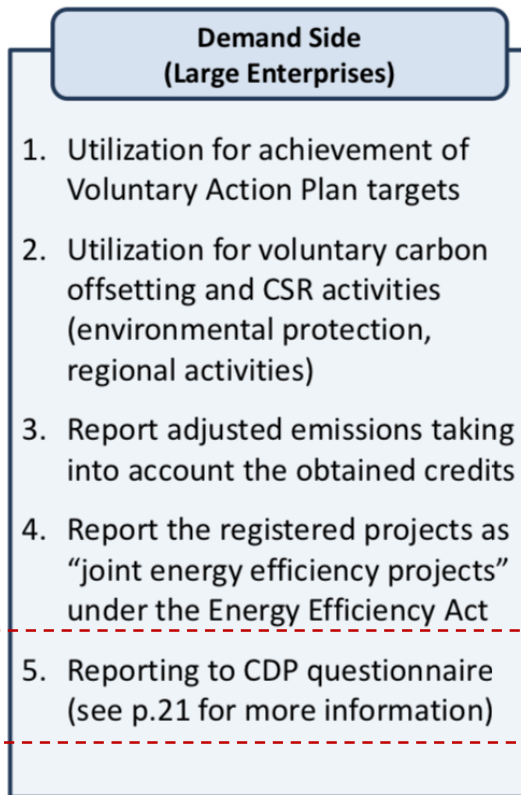 Demand Side
(Large Enterprises)
1. Utilization for achievement of
Voluntary Action Plan targets
2. Utilization for voluntary carbon
offsetting and CSR activities
(environmental protection,
regional activities)
3. Report adjusted emissions taking
into account the obtained credits
4. Report the registered projects as
“joint energy efficiency projects”
under the Energy Efficiency Act
5. Reporting to CDP questionnaire
(see p.21 for more information)